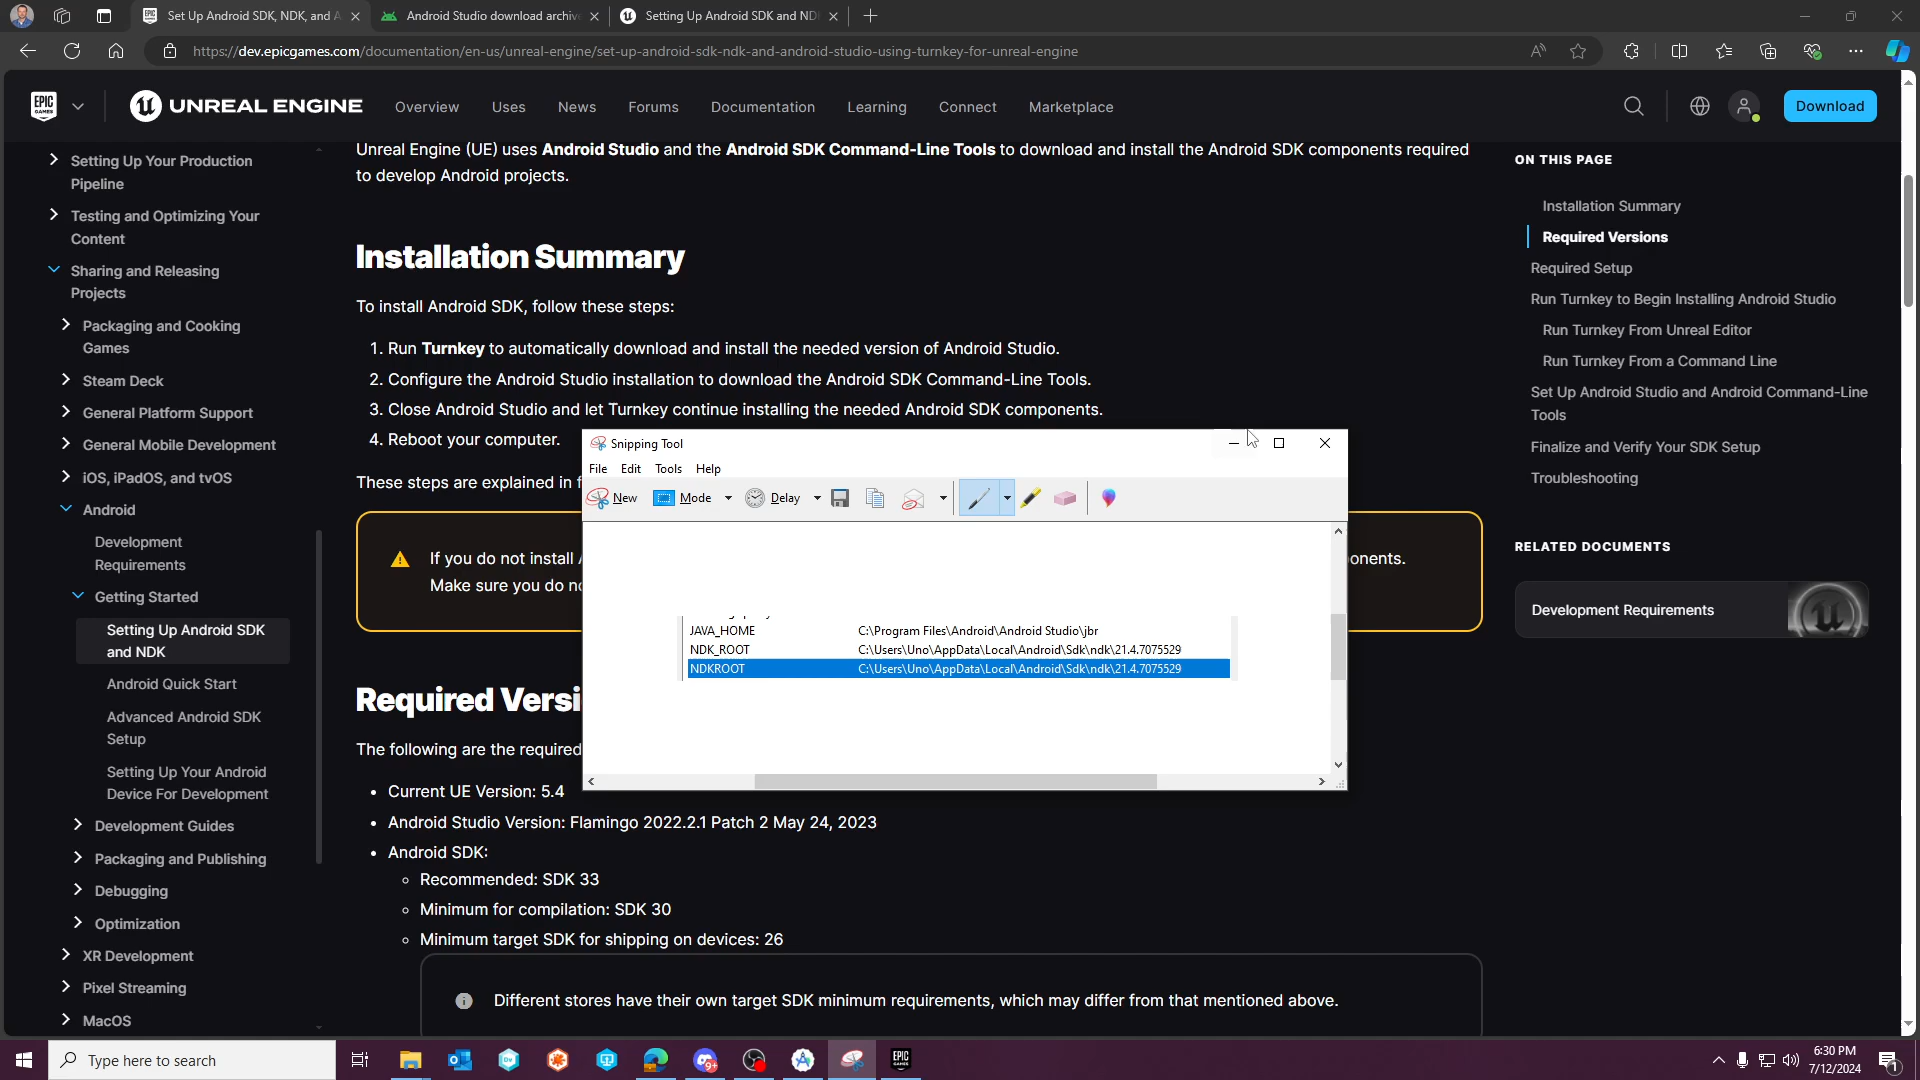 Set Up Android SDK, NDK, and A
Android Studio download archiv
Setting Up Android SDK and ND
https://dev.epicgames.com/documentation/en-us/unreal-engine/set-up-android-sdk-ndk-and-android-studio-using-turnkey-for-unreal-engine
EPIC GAMES
UNREAL ENGINE
Overview
Uses
News
Forums
Documentation
Learning
Connect
Marketplace
Download
Setting Up Your Production
Pipeline
Testing and Optimizing Your
Content
Sharing and Releasing
Projects
Packaging and Cooking
Games
Steam Deck
General Platform Support
General Mobile Development
iOS, iPadOS, and tvOS
Android
Development
Requirements
Getting Started
Setting Up Android SDK
and NDK
Android Quick Start
Advanced Android SDK
Setup
Setting Up Your Android
Device For Development
Development Guides
Packaging and Publishing
Debugging
Optimization
XR Development
Pixel Streaming
MacOS
Unreal Engine (UE) uses Android Studio and the Android SDK Command-Line Tools to download and install the Android SDK components required
to develop Android projects.
Installation Summary
To install Android SDK, follow these steps:
1. Run Turnkey to automatically download and install the needed version of Android Studio.
2. Configure the Android Studio installation to download the Android SDK Command-Line Tools.
3. Close Android Studio and let Turnkey continue installing the needed Android SDK components.
4. Reboot your computer.
These steps are explained in f
If you do not install
onents.
Make sure you do no
Required Versi
The following are the required
• Current UE Version: 5.4
• Android Studio Version: Flamingo 2022.2.1 Patch 2 May 24, 2023
• Android SDK:
Recommended: SDK 33
Minimum for compilation: SDK 30
Minimum target SDK for shipping on devices: 26
Different stores have their own target SDK minimum requirements, which may differ from that mentioned above.
Snipping Tool
File Edit Tools Help
New Mode Delay
JAVA_HOME C:\Program Files\Android\Android Studio\jbr
NDK_ROOT C:\Users\Uno\AppData\Local\Android\Sdk\ndk\21.4.7075529
NDKROOT C:\Users\Uno\AppData\Local\Android\Sdk\ndk\21.4.7075529
ON THIS PAGE
Installation Summary
Required Versions
Required Setup
Run Turnkey to Begin Installing Android Studio
Run Turnkey From Unreal Editor
Run Turnkey From a Command Line
Set Up Android Studio and Android Command-Line
Tools
Finalize and Verify Your SDK Setup
Troubleshooting
RELATED DOCUMENTS
Development Requirements
Type here to search
9+
EPIC GAMES
6:30 PM
7/12/2024
1